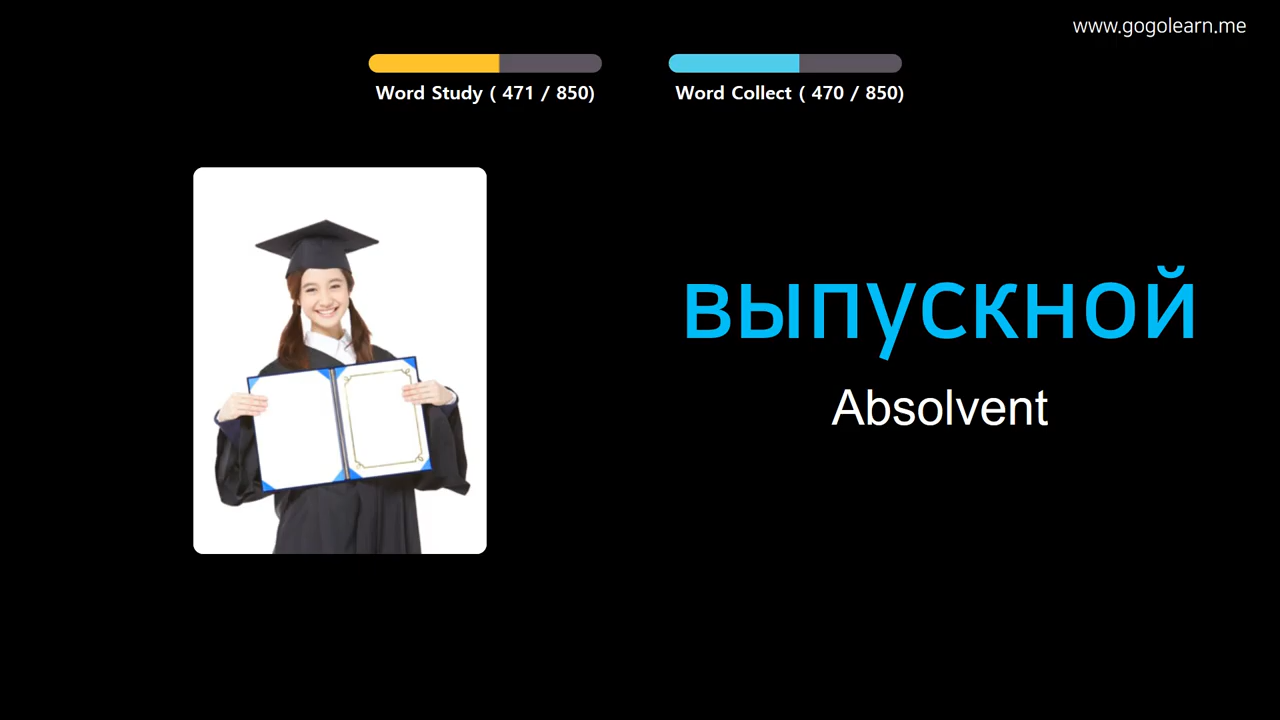 www.gogolearn.me
Word Study ( 471 / 850)
Word Collect ( 470 / 850)
выпускной
Absolvent